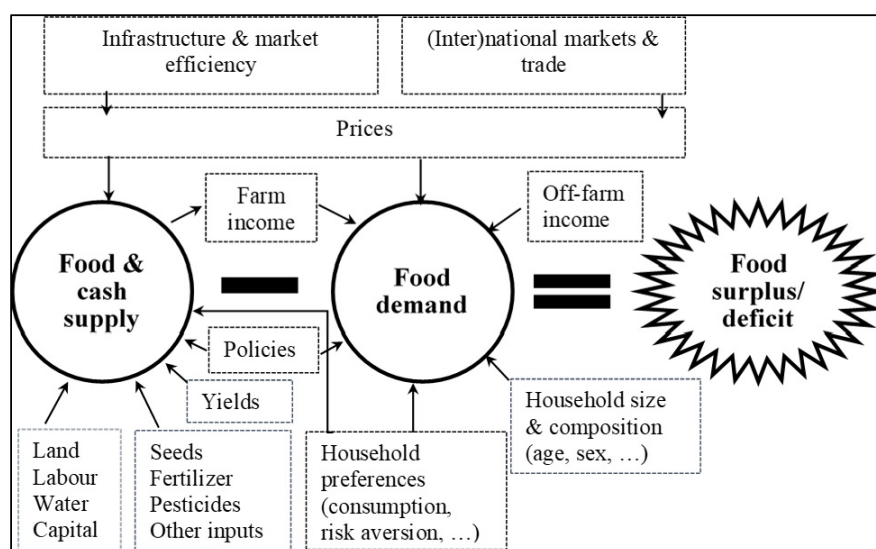 Infrastructure & market
efficiency
(Inter)national markets &
trade
Prices
Farm
income
Off-farm
income
Food &
cash
supply
Food
demand
Food
surplus/
deficit
Policies
Yields
Land
Labour
Water
Capital
Seeds
Fertilizer
Pesticides
Other inputs
Household
preferences
(consumption,
risk aversion, …)
Household size
& composition
(age, sex, …)